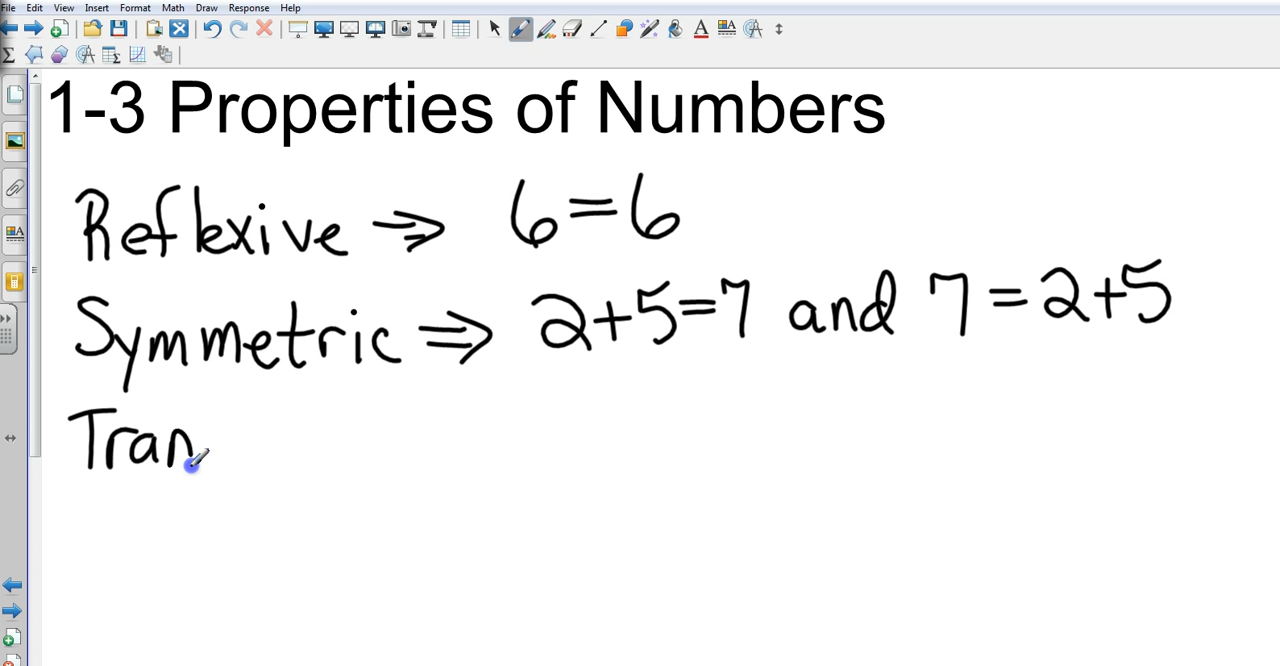 File Edit View Insert Format Math Draw Response Help
1-3 Properties of Numbers
Reflexive ⇒ 6=6
Symmetric ⇒ 2+5=7 and 7=2+5
Tran